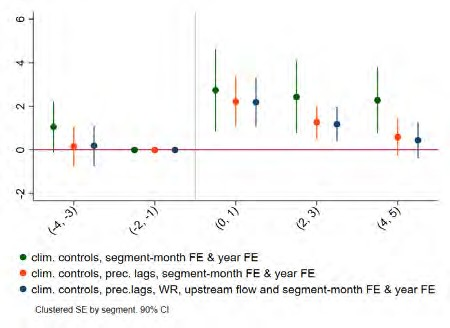 6
4
2
0
-2
(-4, -3)
(-2, -1)
(0, 1)
(2, 3)
(4, 5)
clim. controls, segment-month FE & year FE
clim. controls, prec. lags, segment-month FE & year FE
clim. controls, prec.lags, WR, upstream flow and segment-month FE & year FE
Clustered SE by segment. 90% CI